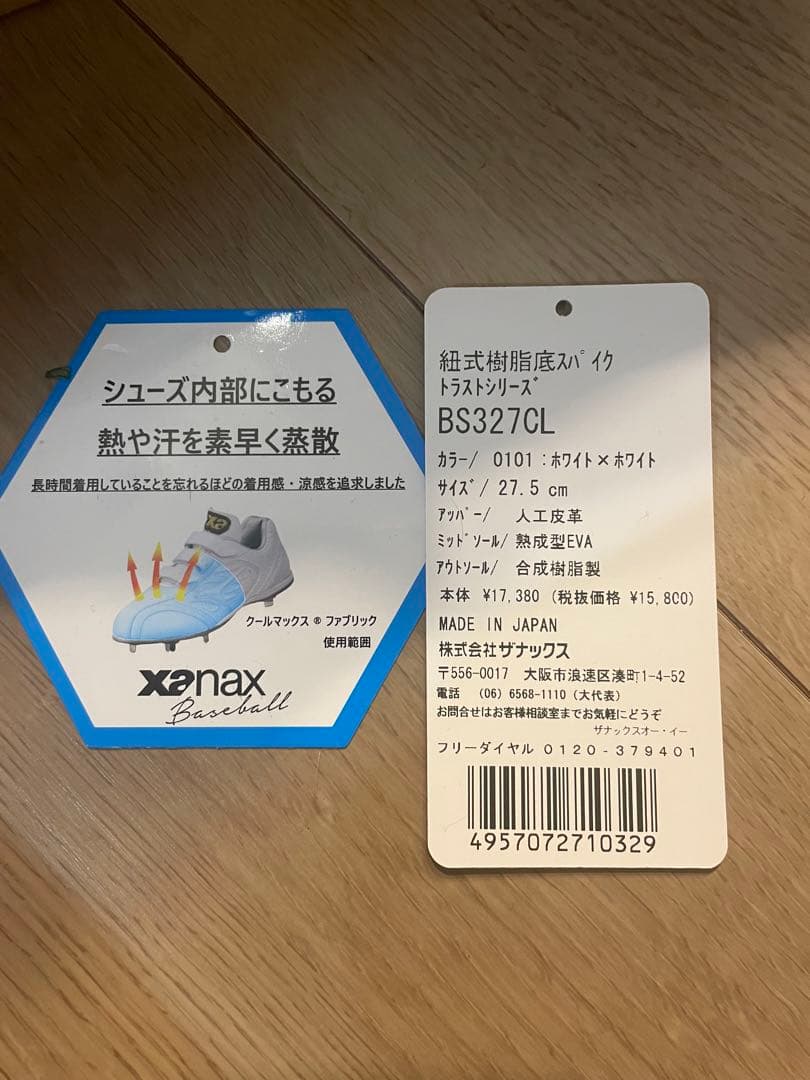 シューズ内部にこもる
熱や汗を素早く蒸散
長時間着用していることを忘れるほどの着用感・涼感を追求しました
xa
クールマックス®ファブリック
使用範囲
xanax
Baseball
紐式樹脂底ｽﾊﾟｲｸ
ﾄﾗｽﾄｼﾘｰｽﾞ
BS327CL
ｶﾗｰ/ 0101：ﾎﾜｲﾄ×ﾎﾜｲﾄ
ｻｲｽﾞ/ 27.5 cm
ｱｯﾊﾟｰ/ 人工皮革
ﾐｯﾄﾞｿｰﾙ/ 熟成型EVA
ｱｳﾄｿｰﾙ/ 合成樹脂製
本体 ¥17,380 (税抜価格 ¥15,800)
MADE IN JAPAN
株式会社ザナックス
〒556-0017 大阪市浪速区湊町1-4-52
電話 (06) 6568-1110 (大代表)
お問合せはお客様相談室までお気軽にどうぞ
ザナックスオー・イー
フリーダイヤル 0120-379401
4957072710329